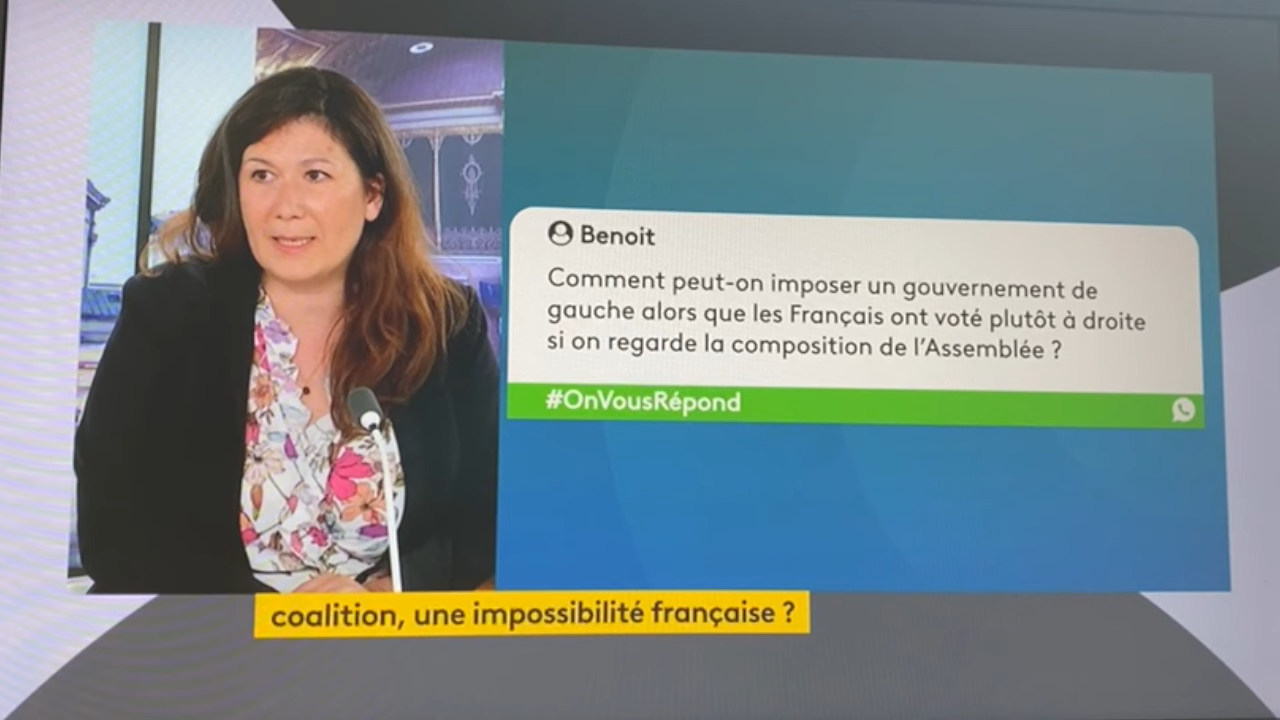 Benoit
Comment peut-on imposer un gouvernement de
gauche alors que les Français ont voté plutôt à droite
si on regarde la composition de l'Assemblée ?
#OnVousRépond
coalition, une impossibilité française ?